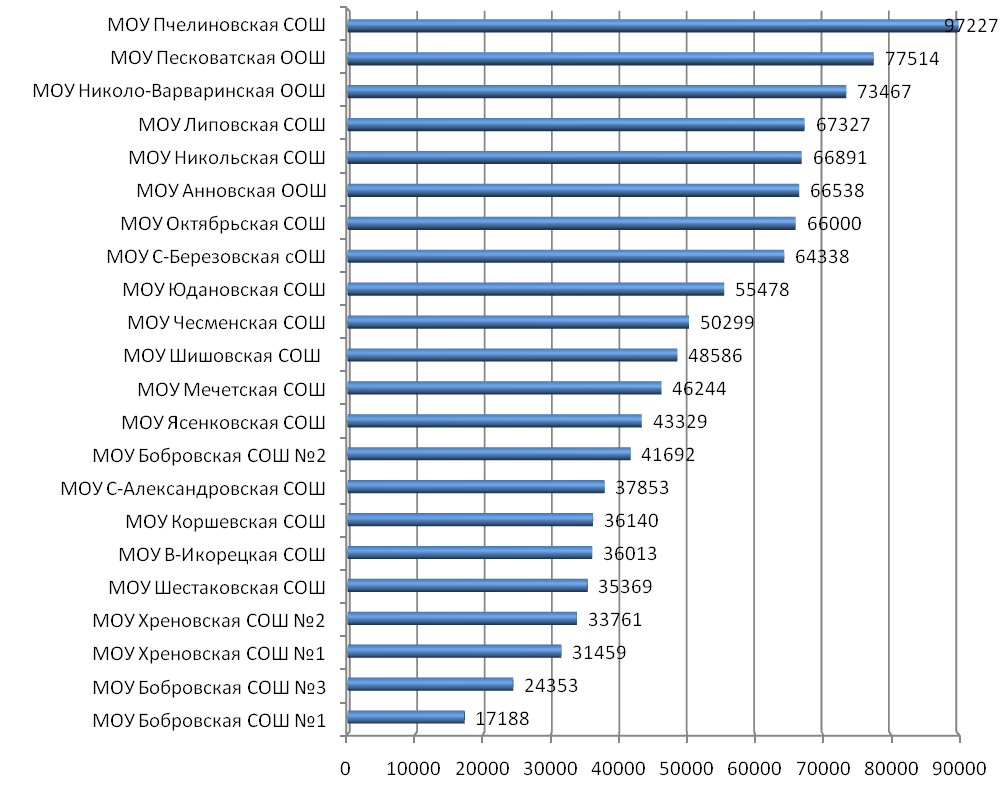 МОУ Пчелиновская СОШ 97227
МОУ Песковатская ООШ 77514
МОУ Николо-Варваринская ООШ 73467
МОУ Липовская СОШ 67327
МОУ Никольская СОШ 66891
МОУ Анновская ООШ 66538
МОУ Октябрьская СОШ 66000
МОУ С-Березовская сОШ 64338
МОУ Юдановская СОШ 55478
МОУ Чесменская СОШ 50299
МОУ Шишовская СОШ 48586
МОУ Мечетская СОШ 46244
МОУ Ясенковская СОШ 43329
МОУ Бобровская СОШ №2 41692
МОУ С-Александровская СОШ 37853
МОУ Коршевская СОШ 36140
МОУ В-Икорецкая СОШ 36013
МОУ Шестаковская СОШ 35369
МОУ Хреновская СОШ №2 33761
МОУ Хреновская СОШ №1 31459
МОУ Бобровская СОШ №3 24353
МОУ Бобровская СОШ №1 17188
0 10000 20000 30000 40000 50000 60000 70000 80000 90000